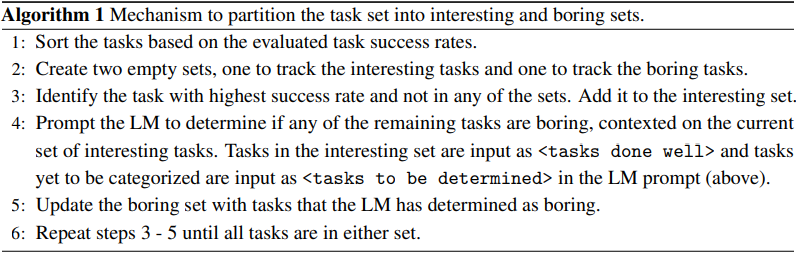 Algorithm 1 Mechanism to partition the task set into interesting and boring sets.
1: Sort the tasks based on the evaluated task success rates.
2: Create two empty sets, one to track the interesting tasks and one to track the boring tasks.
3: Identify the task with highest success rate and not in any of the sets. Add it to the interesting set.
4: Prompt the LM to determine if any of the remaining tasks are boring, contexted on the current
set of interesting tasks. Tasks in the interesting set are input as <tasks done well> and tasks
yet to be categorized are input as <tasks to be determined> in the LM prompt (above).
5: Update the boring set with tasks that the LM has determined as boring.
6: Repeat steps 3 - 5 until all tasks are in either set.